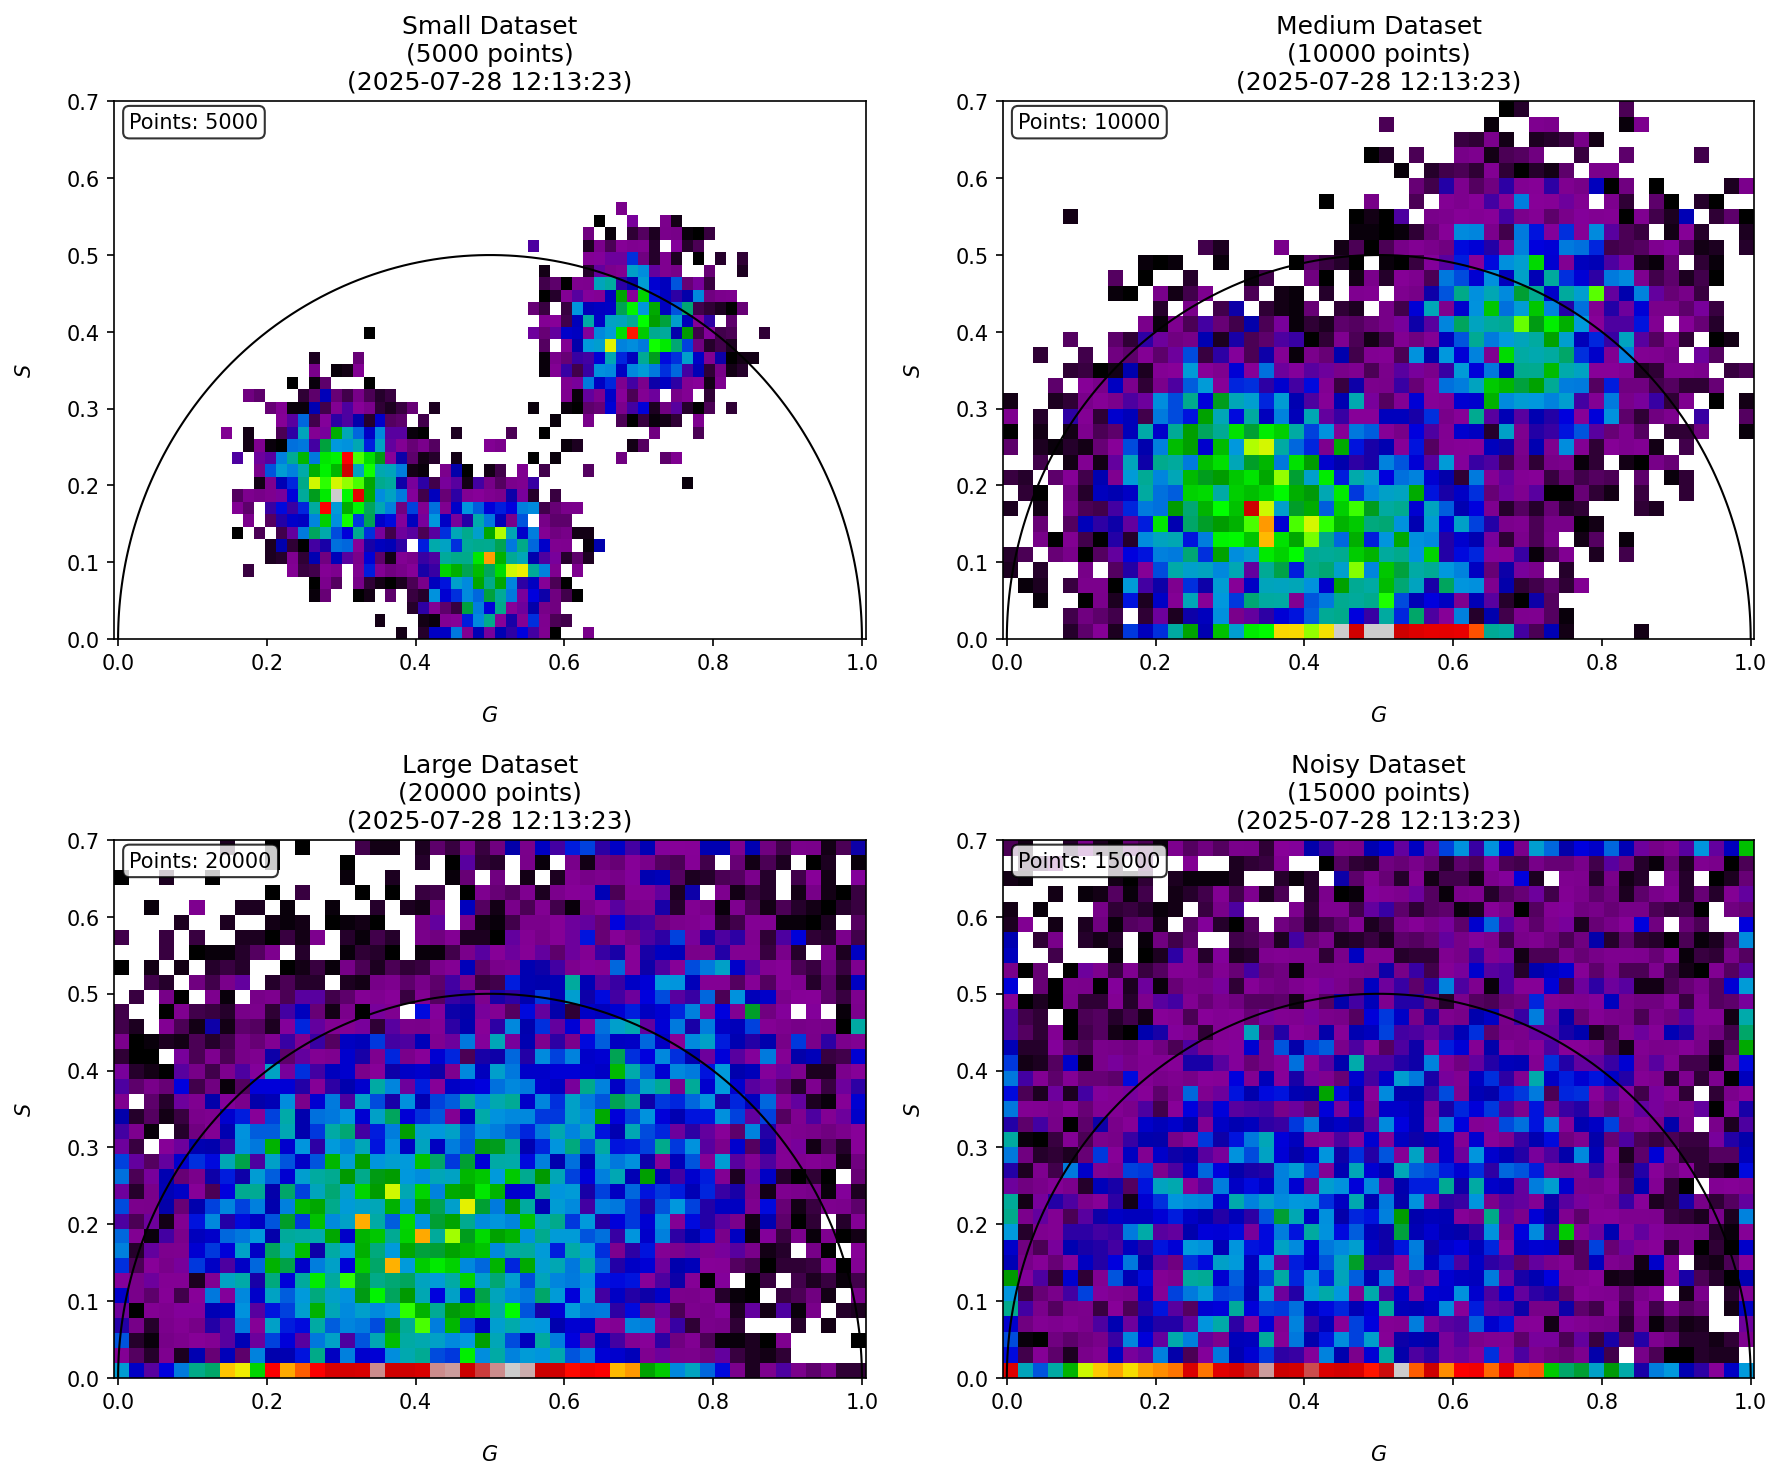 Small Dataset
(5000 points)
(2025-07-28 12:13:23)
Points: 5000
0.7
0.6
0.5
0.4
0.3
0.2
0.1
0.0
S
0.0 0.2 0.4 0.6 0.8 1.0
G
Medium Dataset
(10000 points)
(2025-07-28 12:13:23)
Points: 10000
0.7
0.6
0.5
0.4
0.3
0.2
0.1
0.0
S
0.0 0.2 0.4 0.6 0.8 1.0
G
Large Dataset
(20000 points)
(2025-07-28 12:13:23)
Points: 20000
0.7
0.6
0.5
0.4
0.3
0.2
0.1
0.0
S
0.0 0.2 0.4 0.6 0.8 1.0
G
Noisy Dataset
(15000 points)
(2025-07-28 12:13:23)
Points: 15000
0.7
0.6
0.5
0.4
0.3
0.2
0.1
0.0
S
0.0 0.2 0.4 0.6 0.8 1.0
G